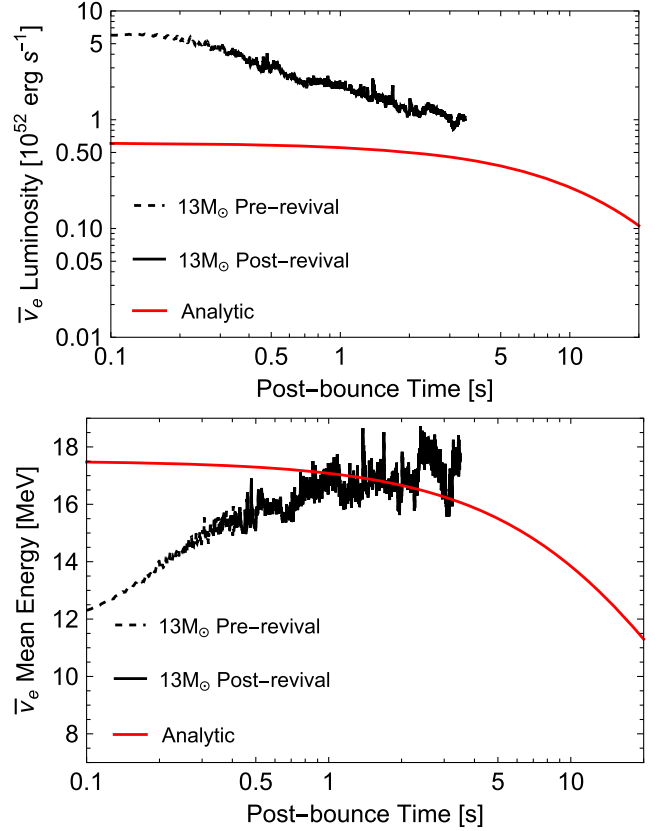 10
5
1
0.50
0.10
0.05
0.01
ν̅e Luminosity [10^52 erg s^−1]
13M⊙ Pre−revival
13M⊙ Post−revival
Analytic
0.1 0.5 1 5 10
Post−bounce Time [s]
18
16
14
12
10
8
ν̅e Mean Energy [MeV]
13M⊙ Pre−revival
13M⊙ Post−revival
Analytic
0.1 0.5 1 5 10
Post−bounce Time [s]